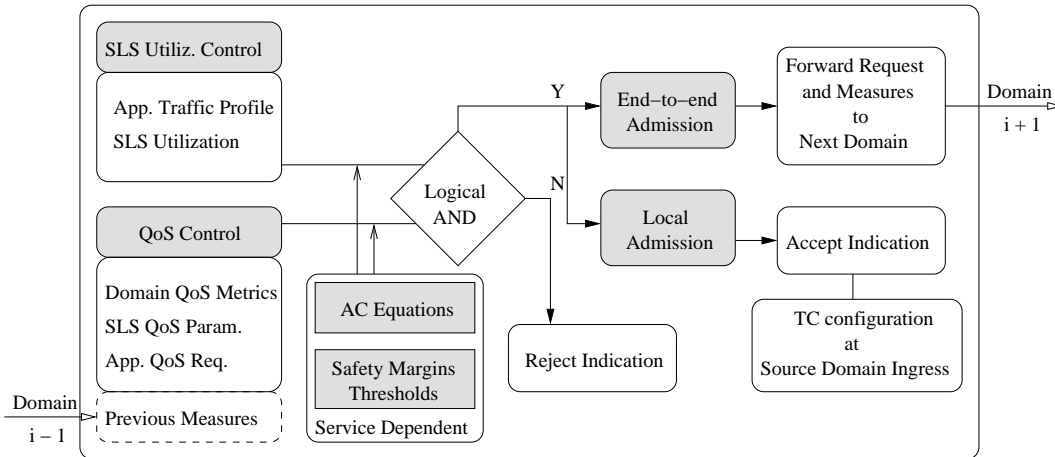 SLS Utiliz. Control
App. Traffic Profile
SLS Utilization
QoS Control
Domain QoS Metrics
SLS QoS Param.
App. QoS Req.
Previous Measures
Domain
i − 1
Logical
AND
AC Equations
Safety Margins
Thresholds
Service Dependent
Y
N
End−to−end
Admission
Local
Admission
Reject Indication
Forward Request
and Measures
to
Next Domain
Accept Indication
TC configuration
at
Source Domain Ingress
Domain
i + 1